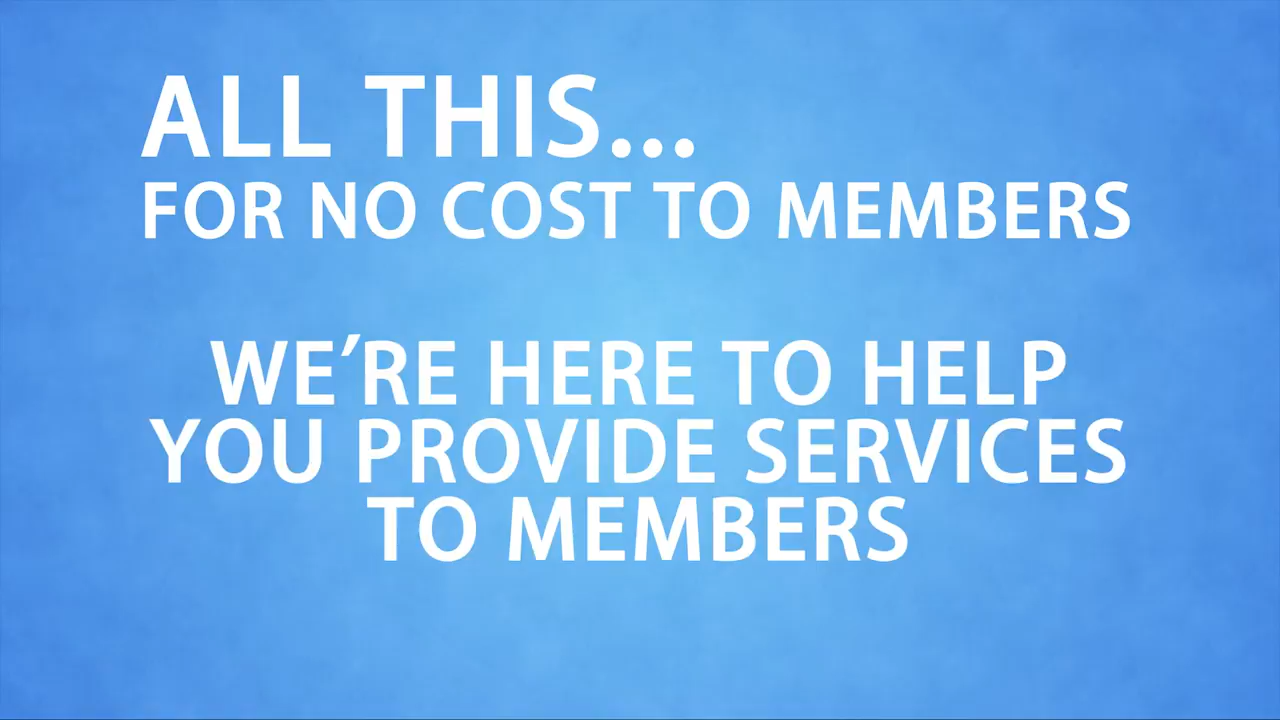 ALL THIS...
FOR NO COST TO MEMBERS
WE'RE HERE TO HELP
YOU PROVIDE SERVICES
TO MEMBERS